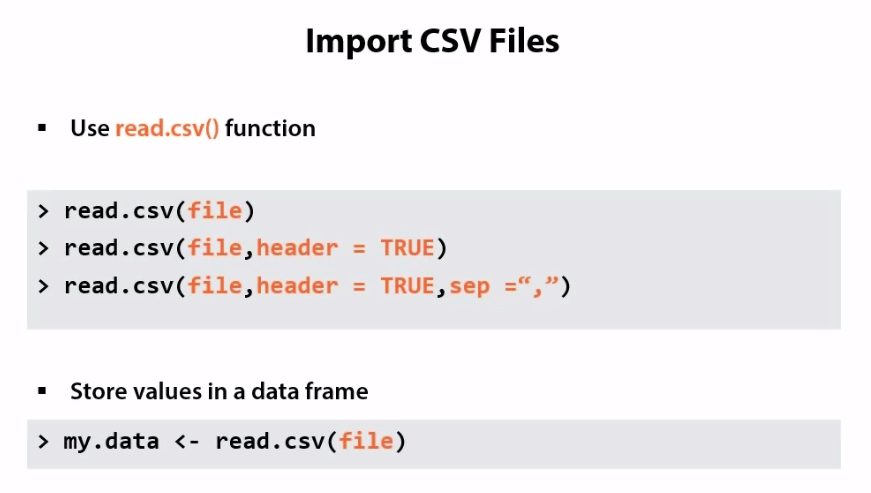 Import CSV Files
▪ Use read.csv() function
> read.csv(file)
> read.csv(file,header = TRUE)
> read.csv(file,header = TRUE,sep =“,”)
▪ Store values in a data frame
> my.data <- read.csv(file)